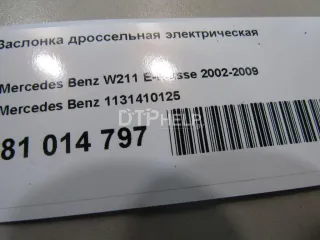 Заслонка дроссельная электрическая
Mercedes Benz W211 E-Klasse 2002-2009
Mercedes Benz 1131410125
81 014 797
DTPHELP